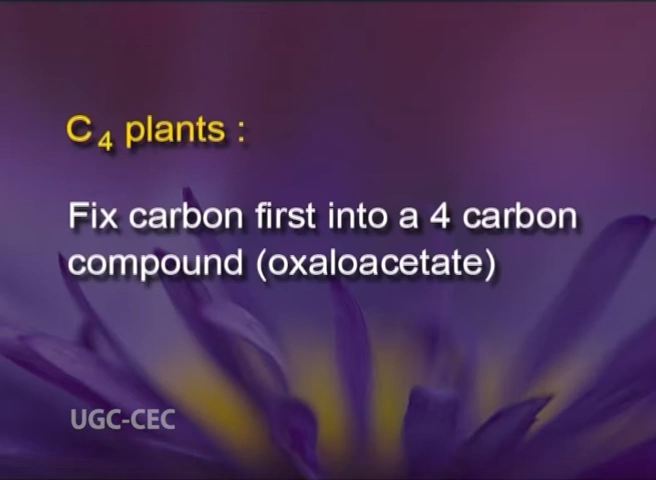 C₄ plants :
Fix carbon first into a 4 carbon
compound (oxaloacetate)
UGC-CEC